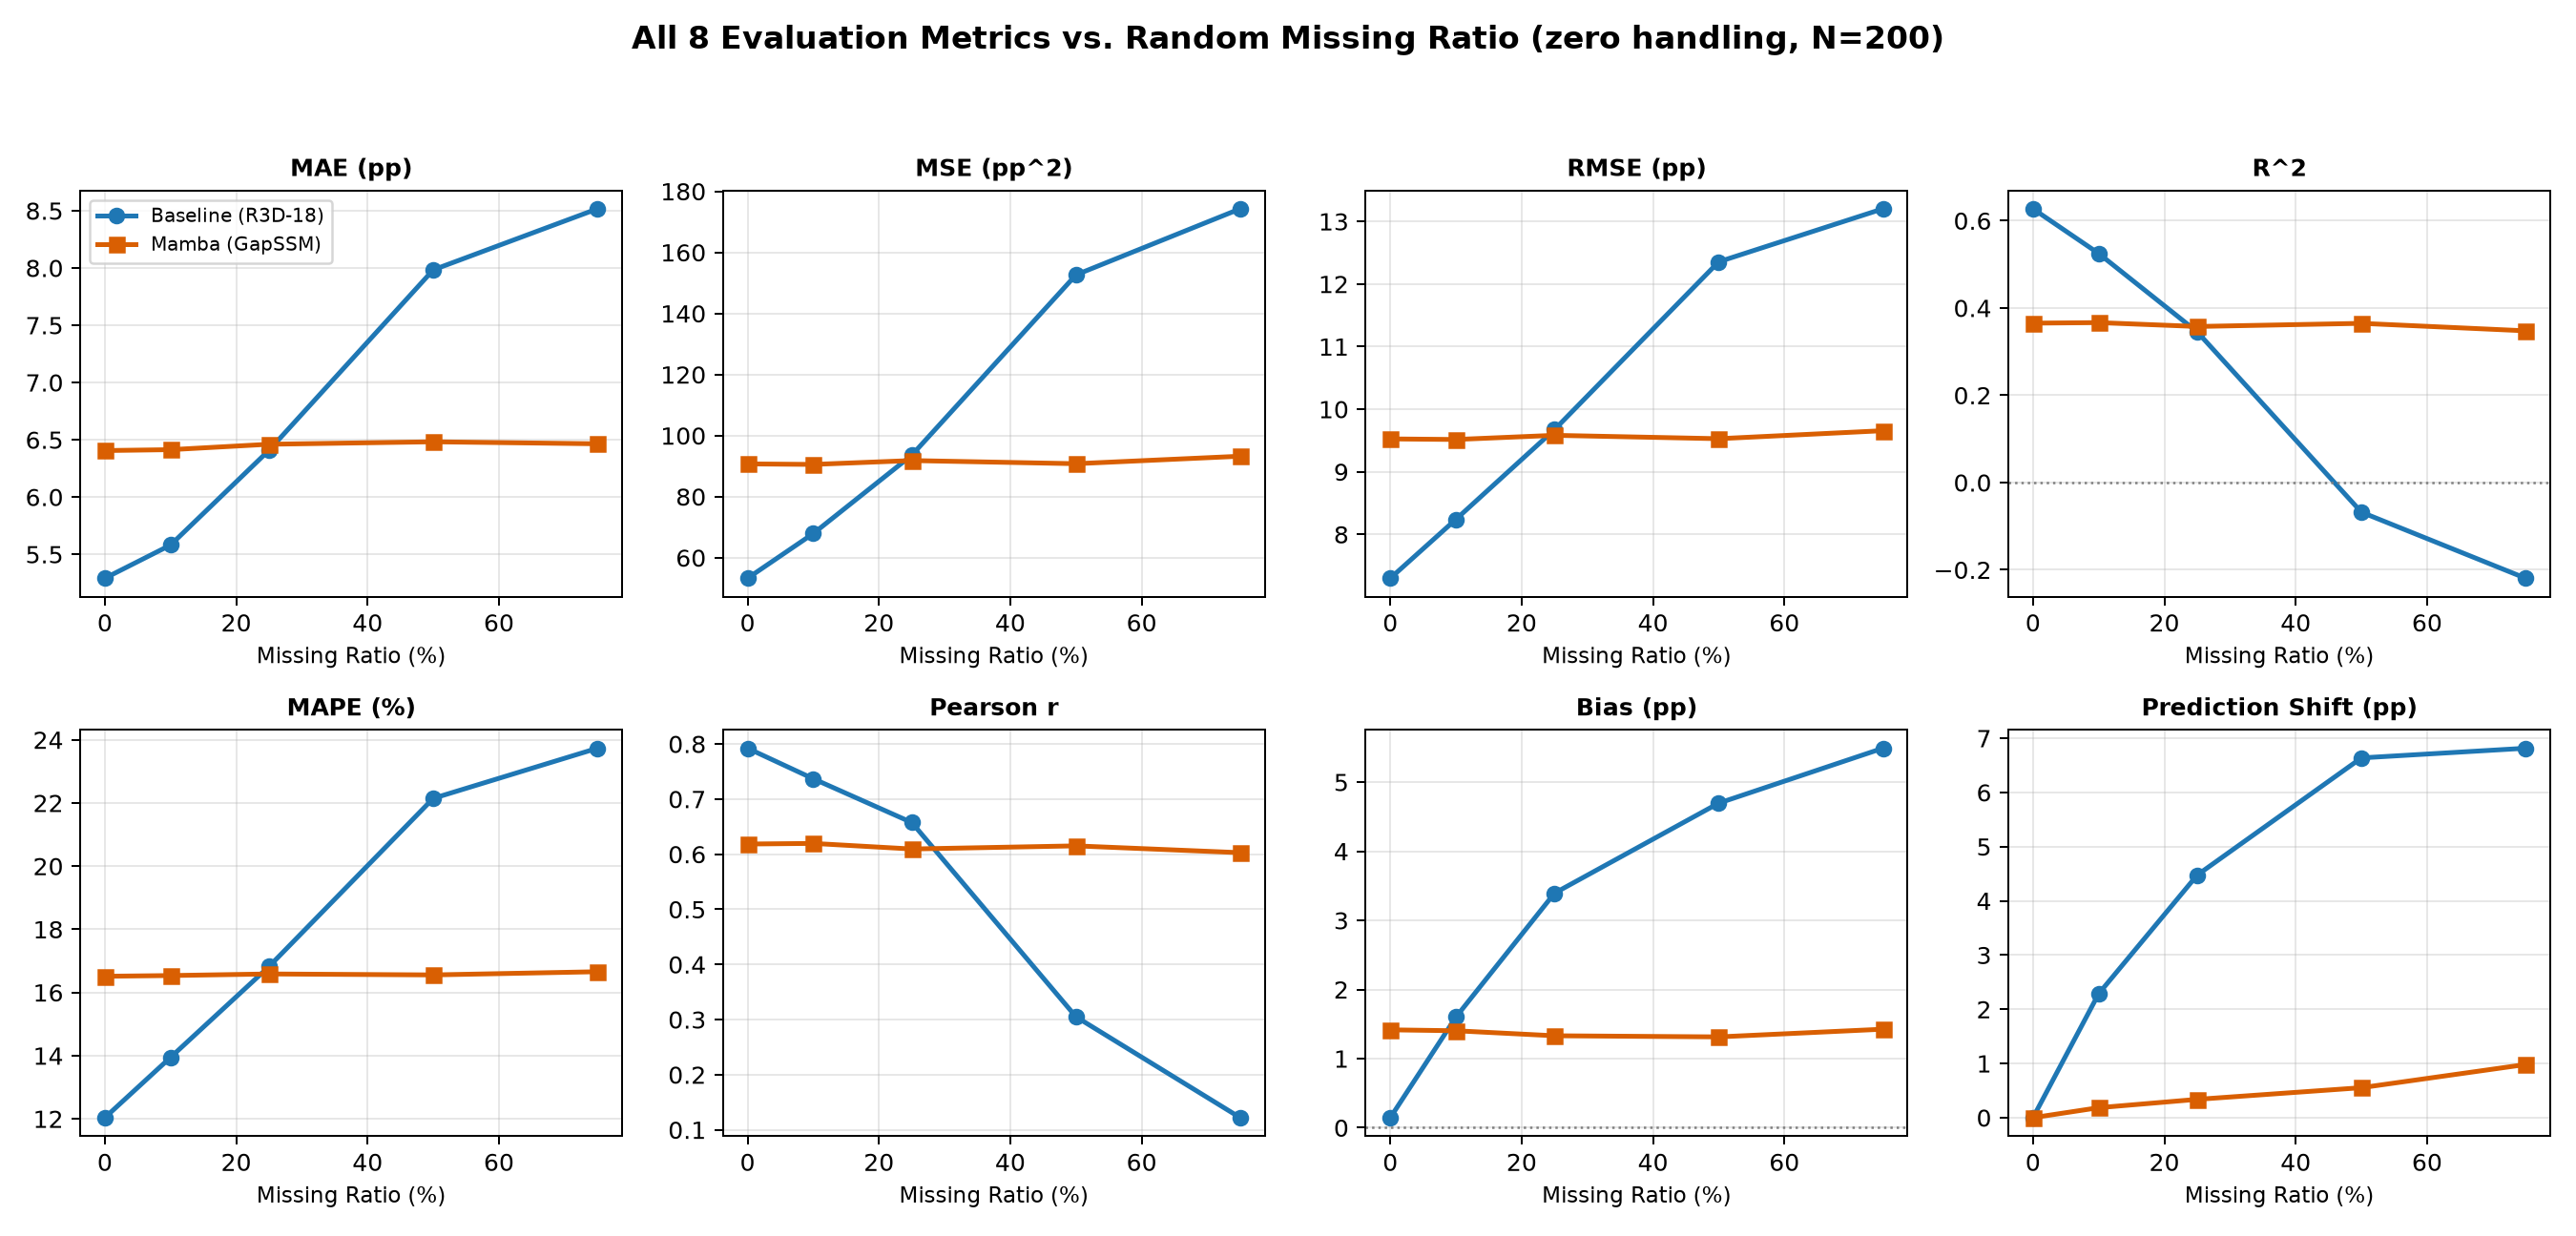 All 8 Evaluation Metrics vs. Random Missing Ratio (zero handling, N=200)
MAE (pp)
8.5
8.0
7.5
7.0
6.5
6.0
5.5
Baseline (R3D-18)
Mamba (GapSSM)
0 20 40 60
Missing Ratio (%)
MSE (pp^2)
180
160
140
120
100
80
60
0 20 40 60
Missing Ratio (%)
RMSE (pp)
13
12
11
10
9
8
0 20 40 60
Missing Ratio (%)
R^2
0.6
0.4
0.2
0.0
−0.2
0 20 40 60
Missing Ratio (%)
MAPE (%)
24
22
20
18
16
14
12
0 20 40 60
Missing Ratio (%)
Pearson r
0.8
0.7
0.6
0.5
0.4
0.3
0.2
0.1
0 20 40 60
Missing Ratio (%)
Bias (pp)
5
4
3
2
1
0
0 20 40 60
Missing Ratio (%)
Prediction Shift (pp)
7
6
5
4
3
2
1
0
0 20 40 60
Missing Ratio (%)